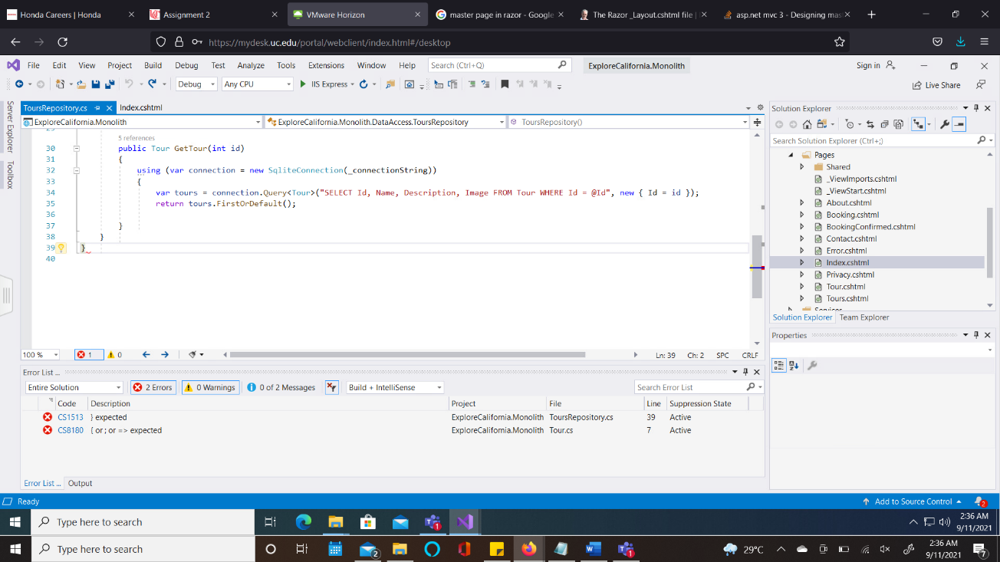 Honda Careers | Honda
Assignment 2
VMware Horizon
master page in razor - Google
The Razor _Layout.cshtml file |
asp.net mvc 3 - Designing mas
https://mydesk.uc.edu/portal/webclient/index.html#/desktop
File Edit View Project Build Debug Test Analyze Tools Extensions Window Help Search (Ctrl+Q) ExploreCalifornia.Monolith Sign in
Debug Any CPU IIS Express Live Share
ToursRepository.cs Index.cshtml
ExploreCalifornia.Monolith ExploreCalifornia.Monolith.DataAccess.ToursRepository ToursRepository()
Server Explorer
Toolbox
5 references
30 public Tour GetTour(int id)
31 {
32 using (var connection = new SqliteConnection(_connectionString))
33 {
34 var tours = connection.Query<Tour>("SELECT Id, Name, Description, Image FROM Tour WHERE Id = @Id", new { Id = id });
35 return tours.FirstOrDefault();
36
37 }
38 }
39 }
40
100 % 1 0 Ln: 39 Ch: 2 SPC CRLF
Error List ...
Entire Solution 2 Errors 0 Warnings 0 of 2 Messages Build + IntelliSense Search Error List
Code Description Project File Line Suppression State
CS1513 } expected ExploreCalifornia.Monolith ToursRepository.cs 39 Active
CS8180 { or ; or => expected ExploreCalifornia.Monolith Tour.cs 7 Active
Error List ... Output
Solution Explorer
Search Solution Explorer (Ctrl+;)
Pages
Shared
_ViewImports.cshtml
_ViewStart.cshtml
About.cshtml
Booking.cshtml
BookingConfirmed.cshtml
Contact.cshtml
Error.cshtml
Index.cshtml
Privacy.cshtml
Tour.cshtml
Tours.cshtml
Services
Solution Explorer Team Explorer
Properties
Ready Add to Source Control 2
Type here to search 1 2:36 AM
9/11/2021
Type here to search 2 1 29°C 2:36 AM
9/11/2021 7